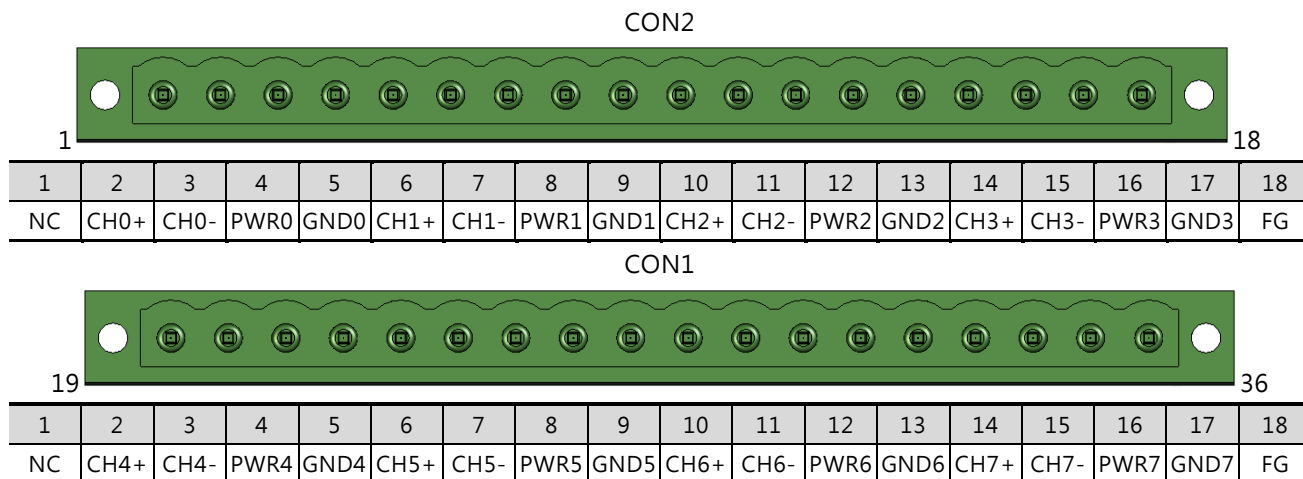 CON2
1 18
1 2 3 4 5 6 7 8 9 10 11 12 13 14 15 16 17 18
NC CH0+ CH0- PWR0 GND0 CH1+ CH1- PWR1 GND1 CH2+ CH2- PWR2 GND2 CH3+ CH3- PWR3 GND3 FG
CON1
19 36
1 2 3 4 5 6 7 8 9 10 11 12 13 14 15 16 17 18
NC CH4+ CH4- PWR4 GND4 CH5+ CH5- PWR5 GND5 CH6+ CH6- PWR6 GND6 CH7+ CH7- PWR7 GND7 FG